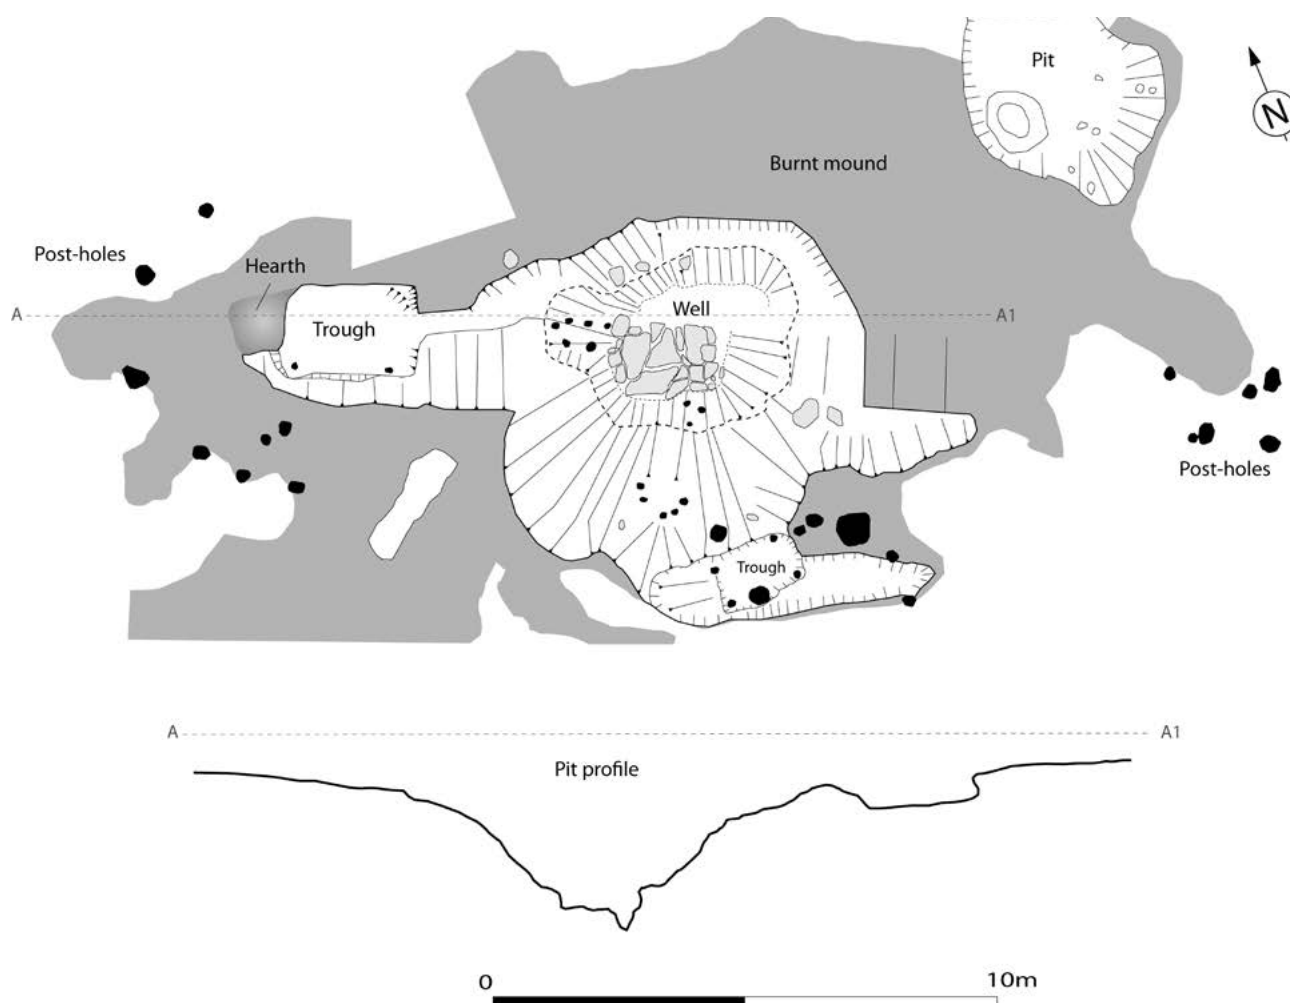 Pit
N
Burnt mound
Post-holes
Hearth
A
Trough
Well
A1
Post-holes
Trough
A
A1
Pit profile
0
10m